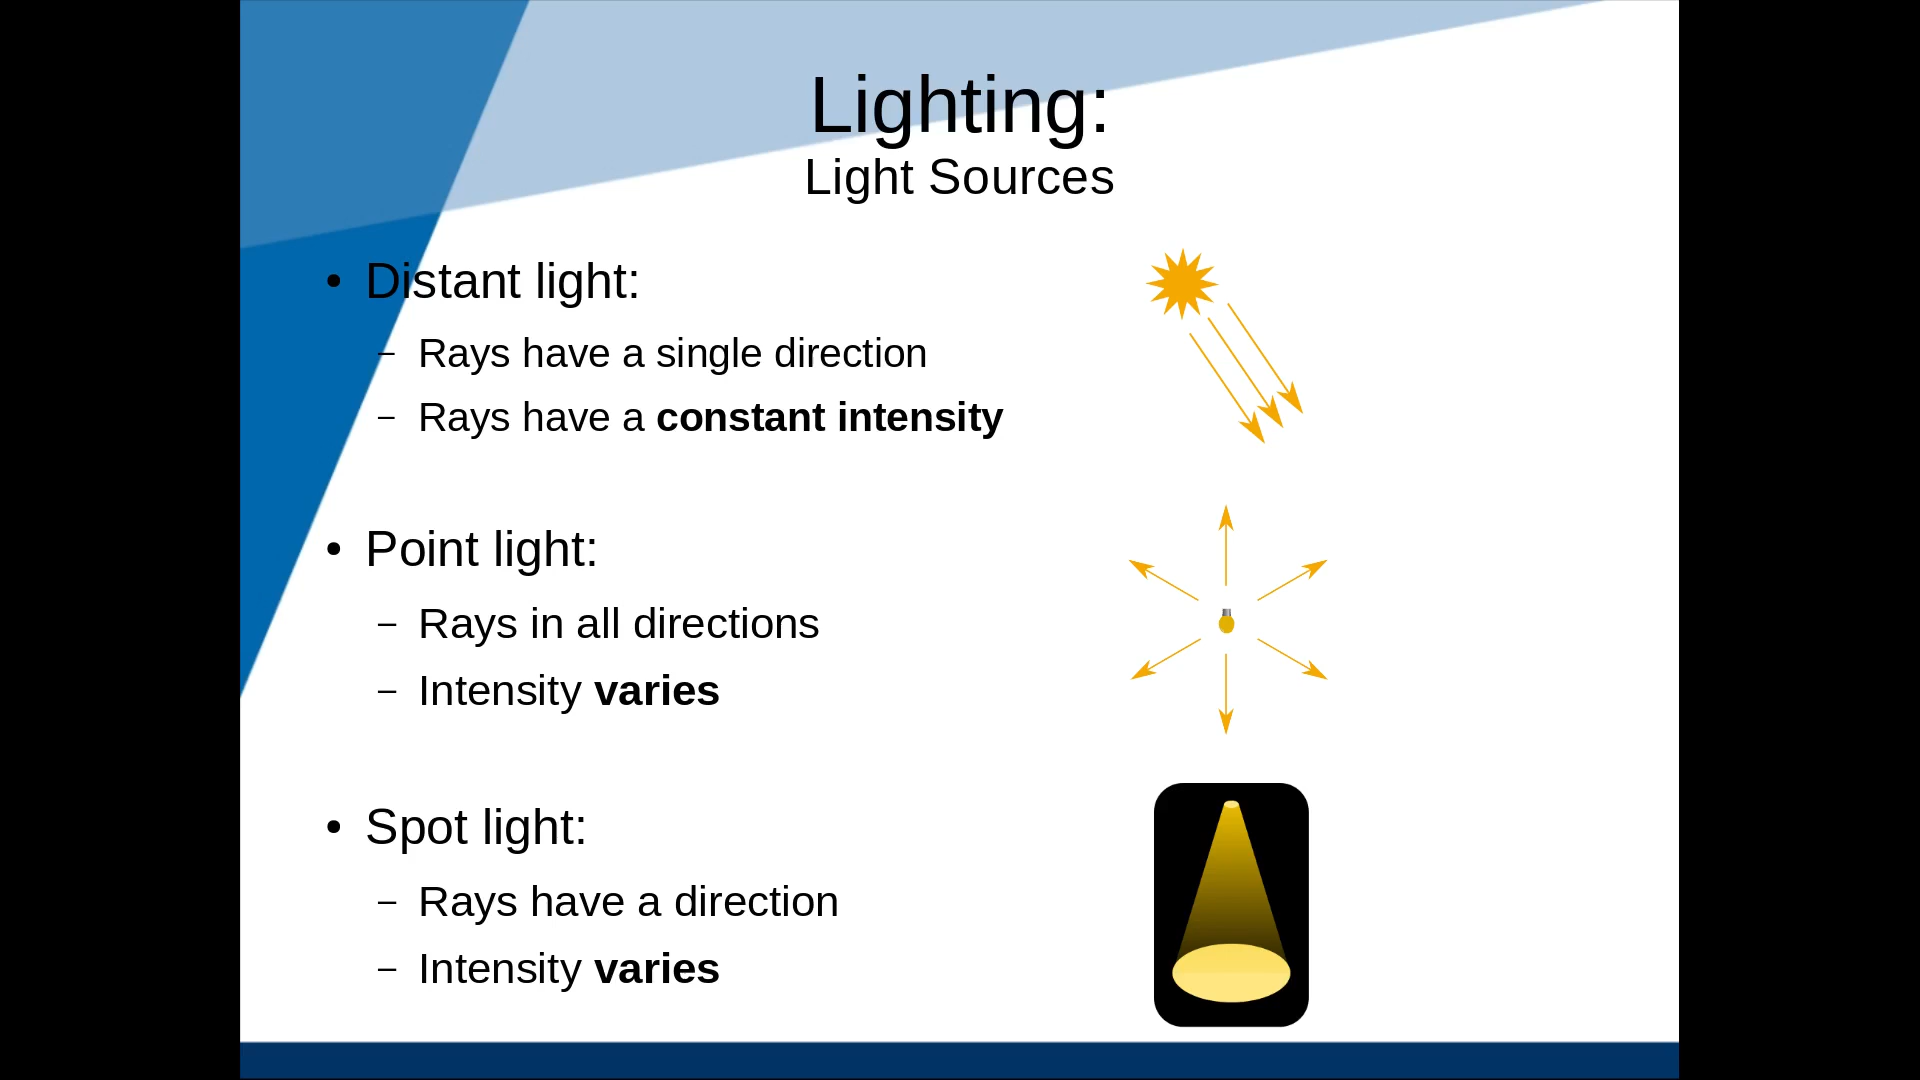 Lighting:
Light Sources
• Distant light:
– Rays have a single direction
– Rays have a constant intensity
• Point light:
– Rays in all directions
– Intensity varies
• Spot light:
– Rays have a direction
– Intensity varies